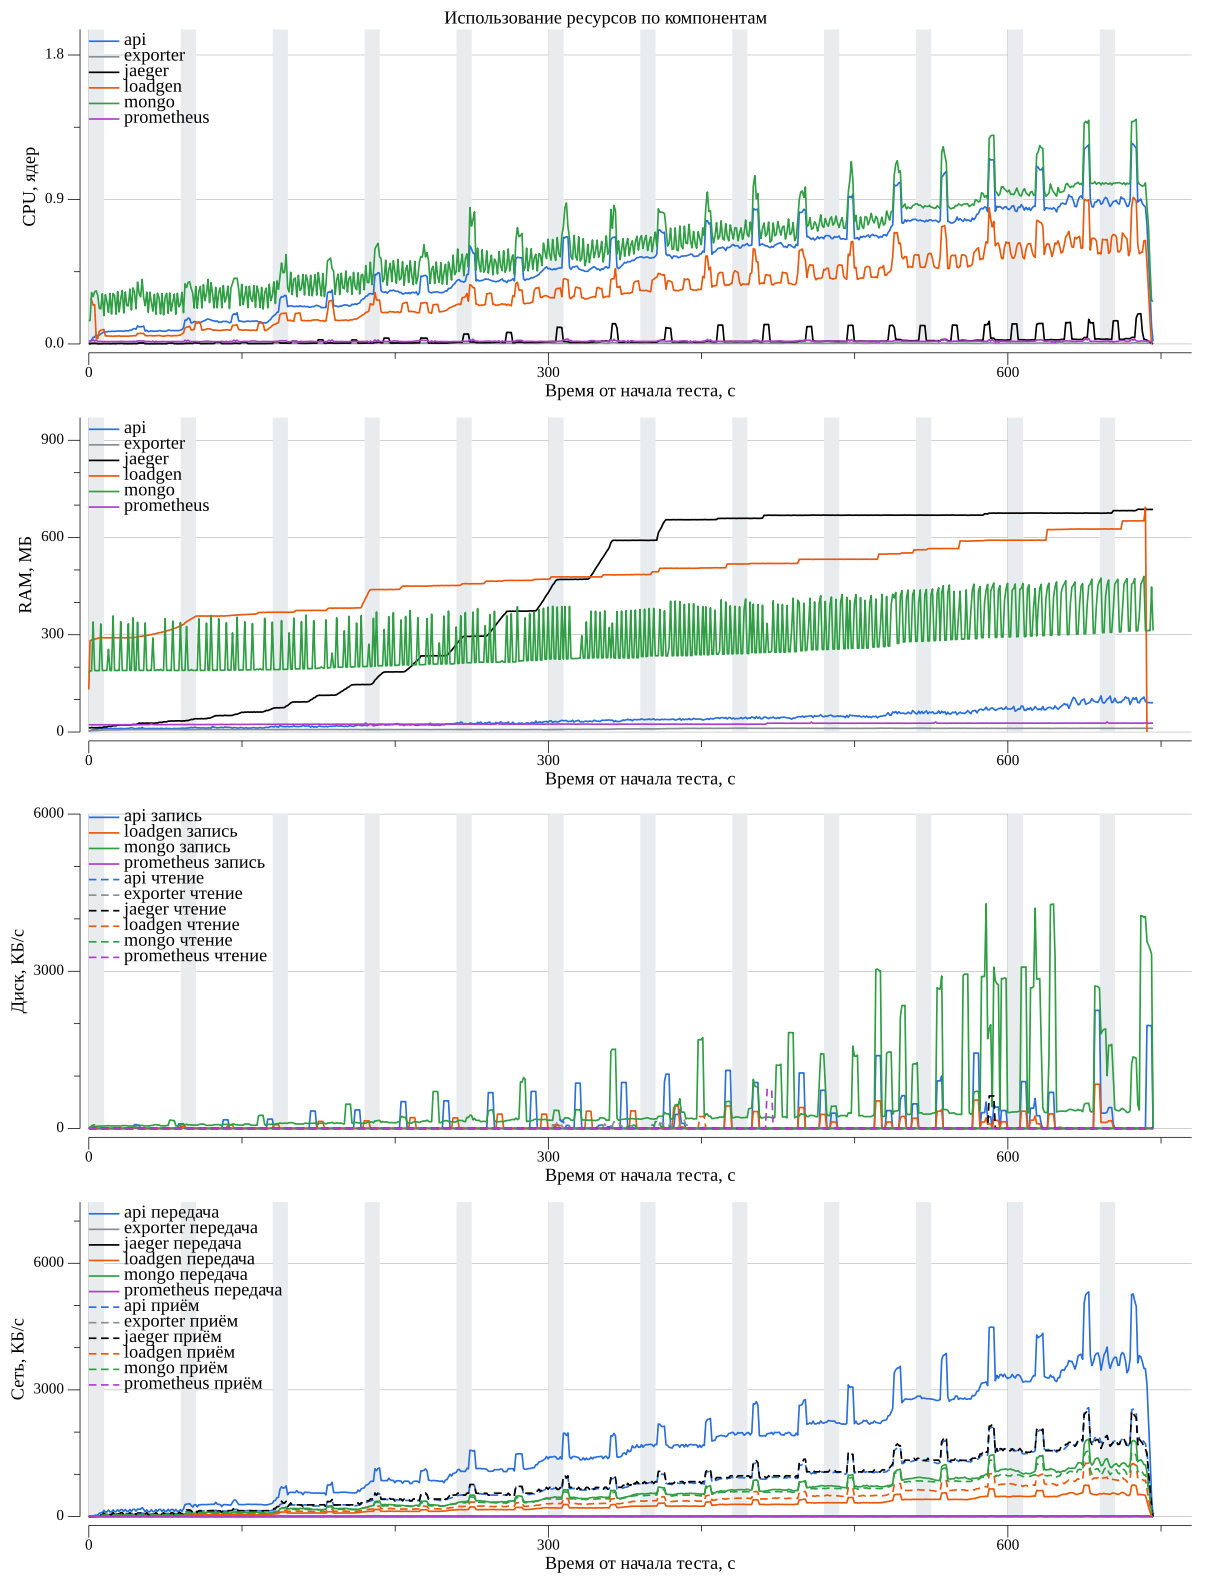 Использование ресурсов по компонентам
api
exporter
jaeger
loadgen
mongo
prometheus
1.8
0.9
0.0
CPU, ядер
0
300
600
Время от начала теста, с
api
exporter
jaeger
loadgen
mongo
prometheus
900
600
300
0
RAM, МБ
0
300
600
Время от начала теста, с
api запись
loadgen запись
mongo запись
prometheus запись
api чтение
exporter чтение
jaeger чтение
loadgen чтение
mongo чтение
prometheus чтение
6000
3000
0
Диск, КБ/с
0
300
600
Время от начала теста, с
api передача
exporter передача
jaeger передача
loadgen передача
mongo передача
prometheus передача
api приём
exporter приём
jaeger приём
loadgen приём
mongo приём
prometheus приём
6000
3000
0
Сеть, КБ/с
0
300
600
Время от начала теста, с